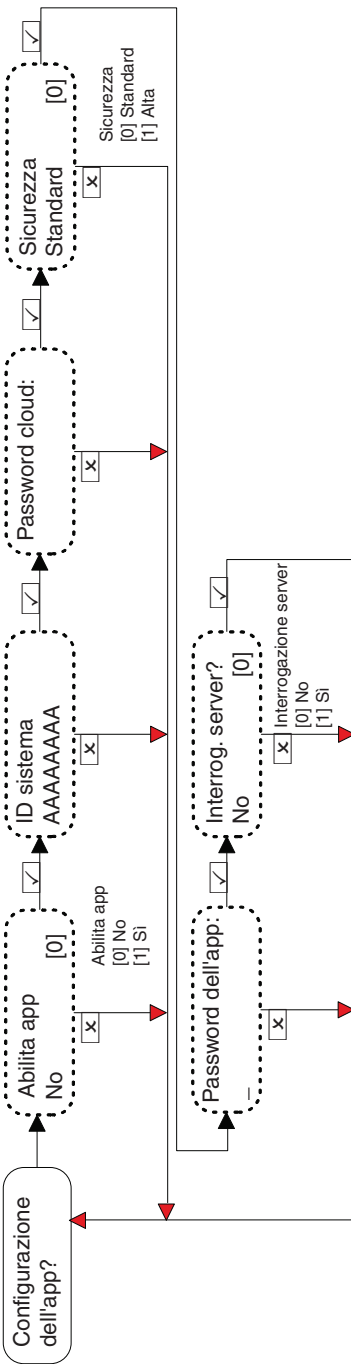 Configurazione
dell'app?
Abilita app
No [0]
Abilita app
[0] No
[1] Sì
ID sistema
AAAAAAAAA
Password cloud:
Sicurezza
Standard [0]
Sicurezza
[0] Standard
[1] Alta
Password dell'app:
_
Interrog. server?
No [0]
Interrogazione server
[0] No
[1] Sì